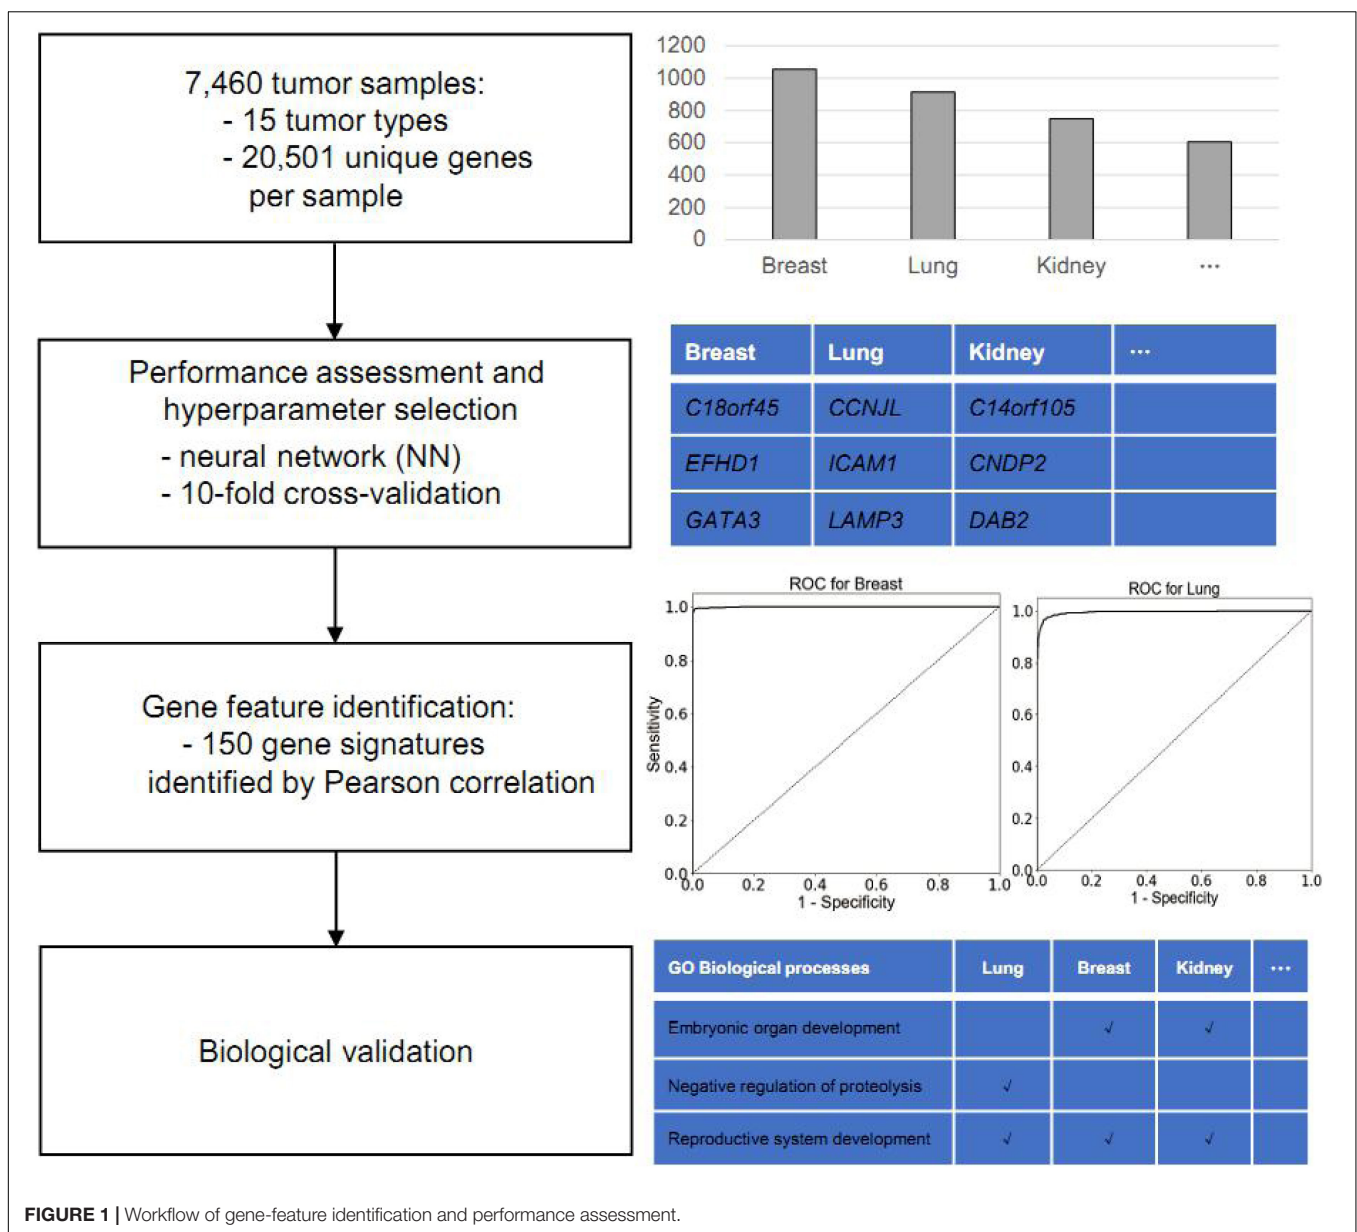 7,460 tumor samples:
- 15 tumor types
- 20,501 unique genes
per sample
1200
1000
800
600
400
200
0
Breast Lung Kidney ...
Performance assessment and
hyperparameter selection
- neural network (NN)
- 10-fold cross-validation
Breast Lung Kidney ...
C18orf45 CCNJL C14orf105
EFHD1 ICAM1 CNDP2
GATA3 LAMP3 DAB2
Gene feature identification:
- 150 gene signatures
identified by Pearson correlation
ROC for Breast
Sensitivity
1.0
0.8
0.6
0.4
0.2
0.0
0.0 0.2 0.4 0.6 0.8 1.0
1 - Specificity
ROC for Lung
1.0
0.8
0.6
0.4
0.2
0.0
0.0 0.2 0.4 0.6 0.8 1.0
1 - Specificity
Biological validation
GO Biological processes Lung Breast Kidney ...
Embryonic organ development √ √
Negative regulation of proteolysis √
Reproductive system development √ √ √
FIGURE 1 | Workflow of gene-feature identification and performance assessment.